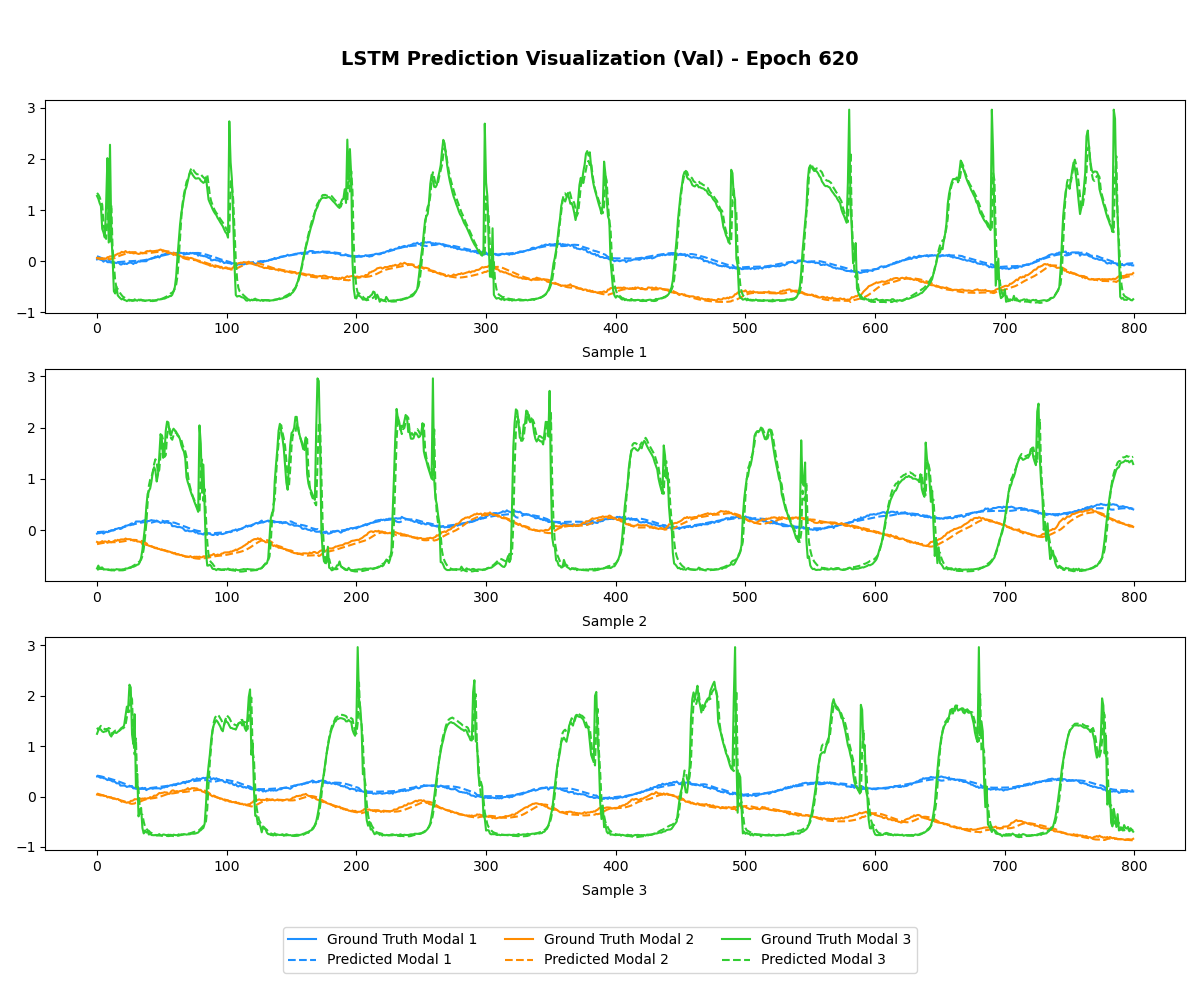 LSTM Prediction Visualization (Val) - Epoch 620
3
2
1
0
−1
0 100 200 300 400 500 600 700 800
Sample 1
3
2
1
0
0 100 200 300 400 500 600 700 800
Sample 2
3
2
1
0
−1
0 100 200 300 400 500 600 700 800
Sample 3
Ground Truth Modal 1 Ground Truth Modal 2 Ground Truth Modal 3
Predicted Modal 1 Predicted Modal 2 Predicted Modal 3